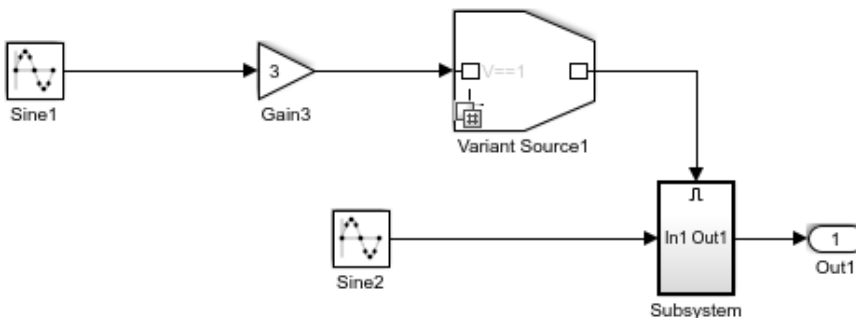 3
V==1
Sine1
Gain3
Variant Source1
In1 Out1
1
Sine2
Out1
Subsystem